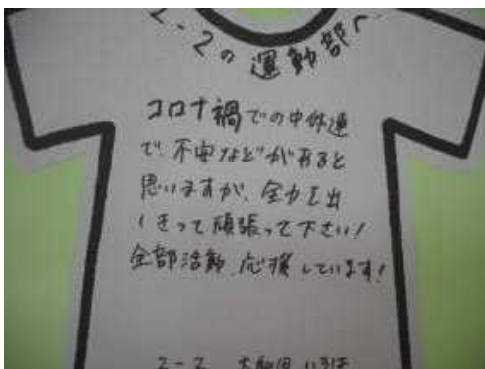 2-2の運動部へ
コロナ禍での中体連
で、不安などがあると
思いますが、全力を出
しきって頑張って下さい!
全部活動、応援しています!
2-2